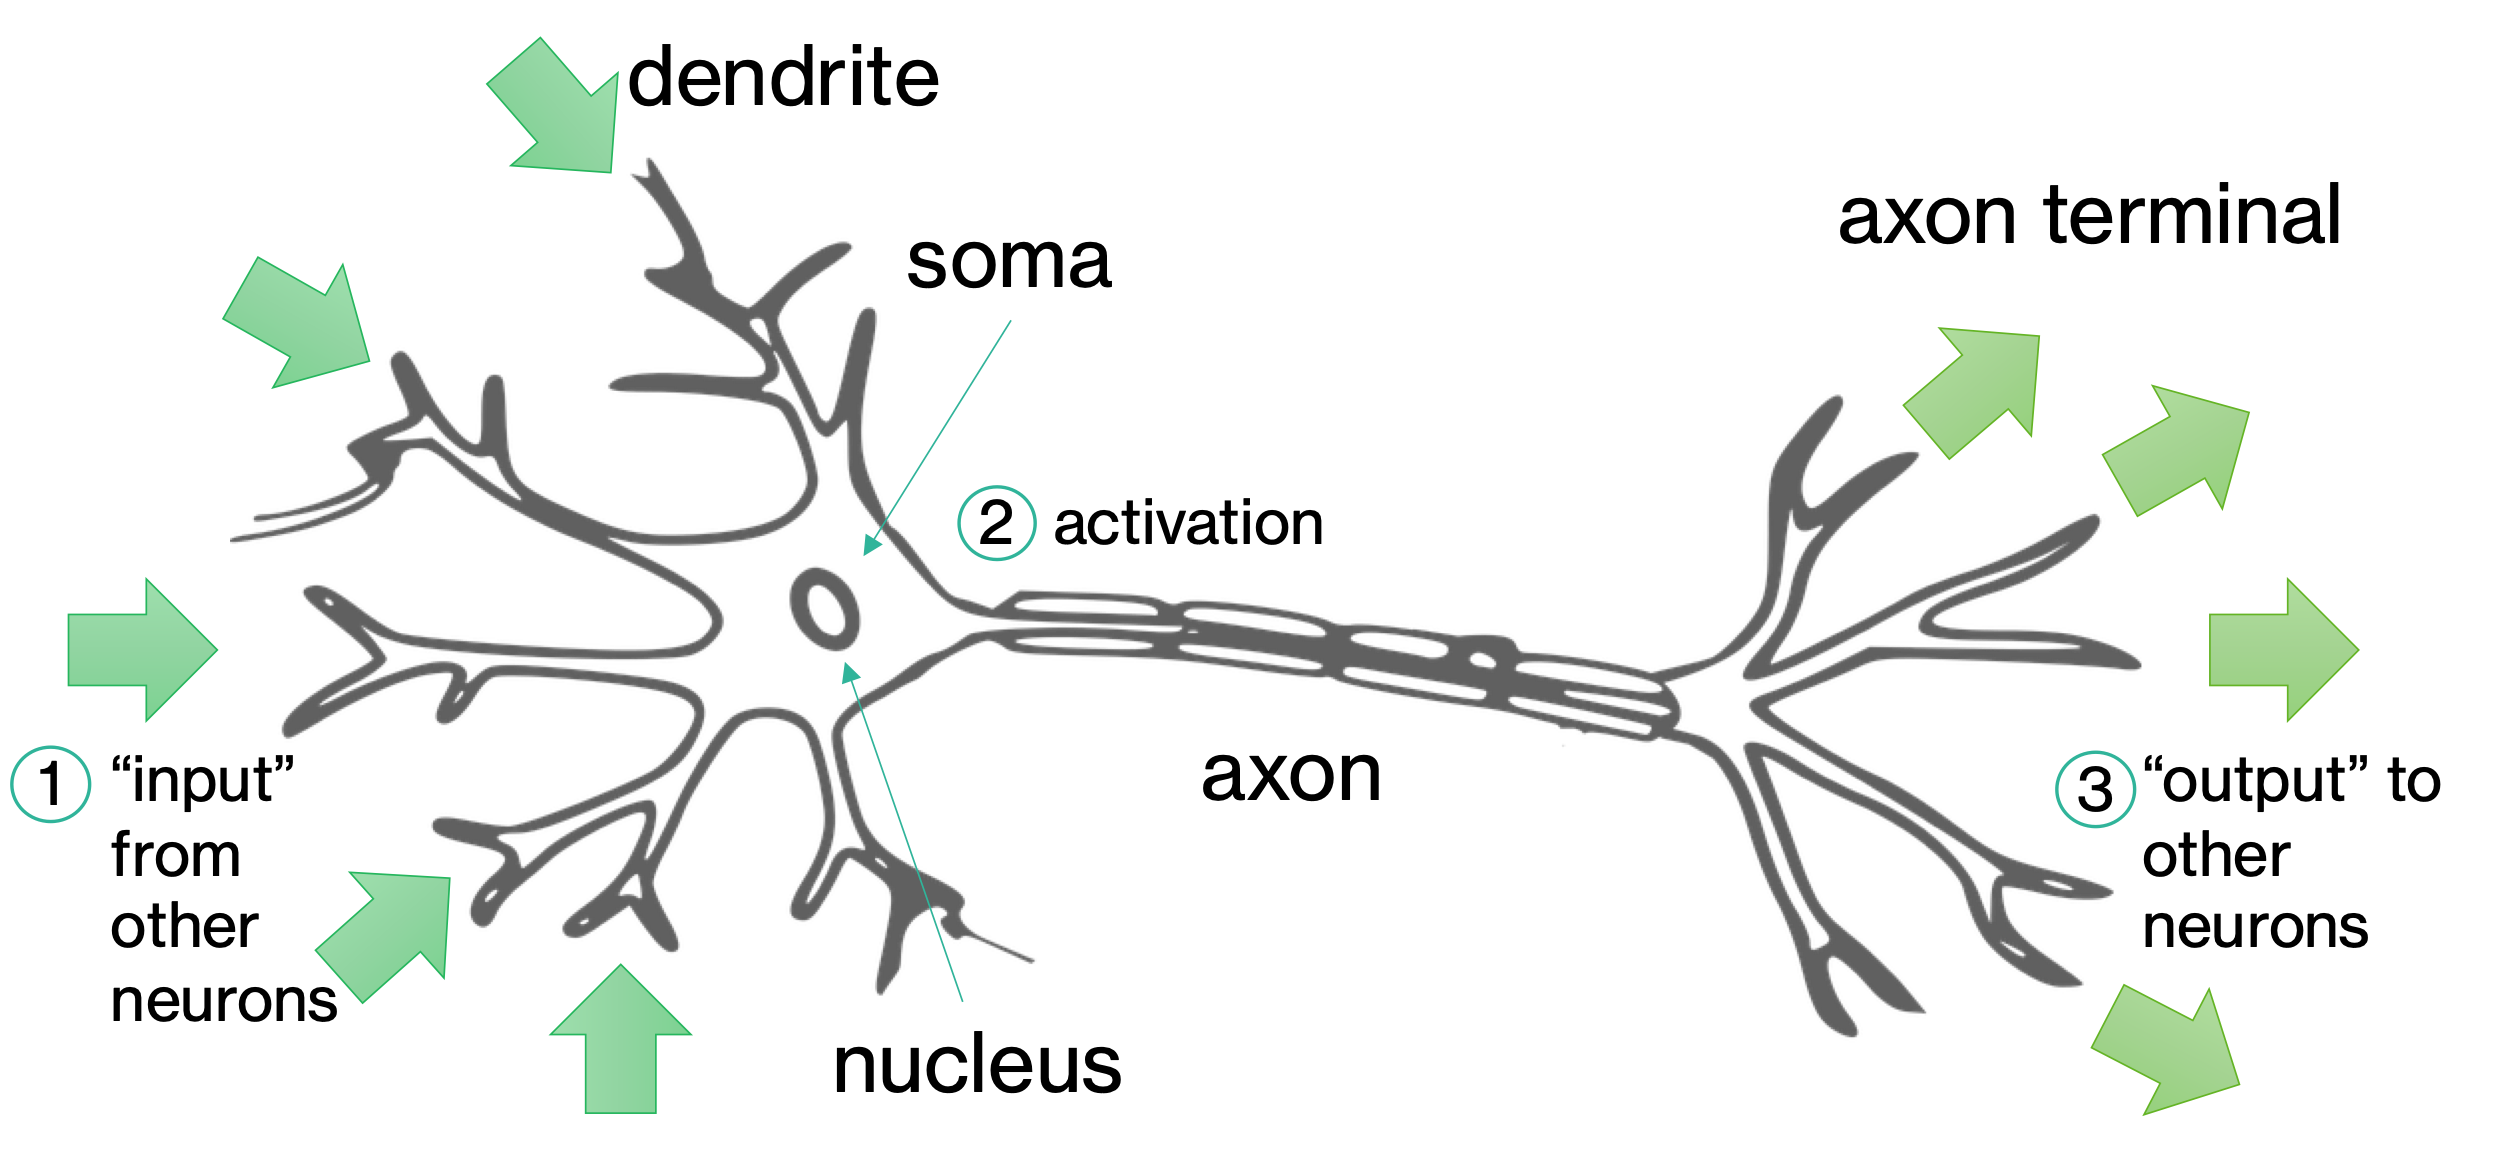 dendrite
soma
axon terminal
2 activation
axon
1 “input”
from
other
neurons
3 “output” to
other
neurons
nucleus